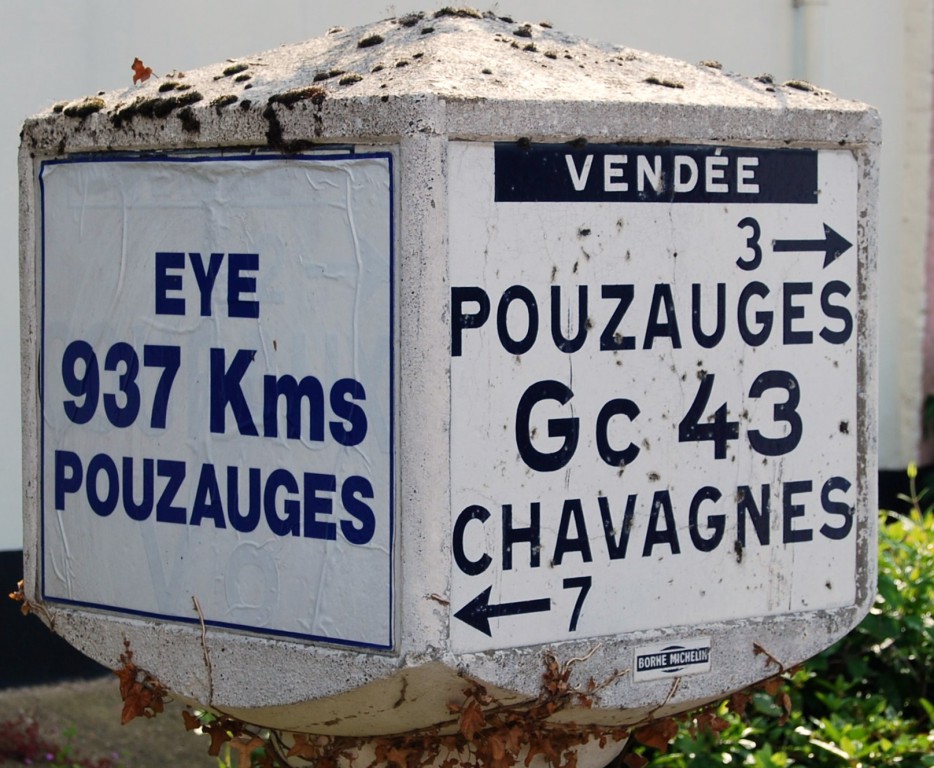 EYE
937 Kms
POUZAUGES
VENDÉE
3 →
POUZAUGES
Gc 43
CHAVAGNES
← 7
BORNE MICHELIN